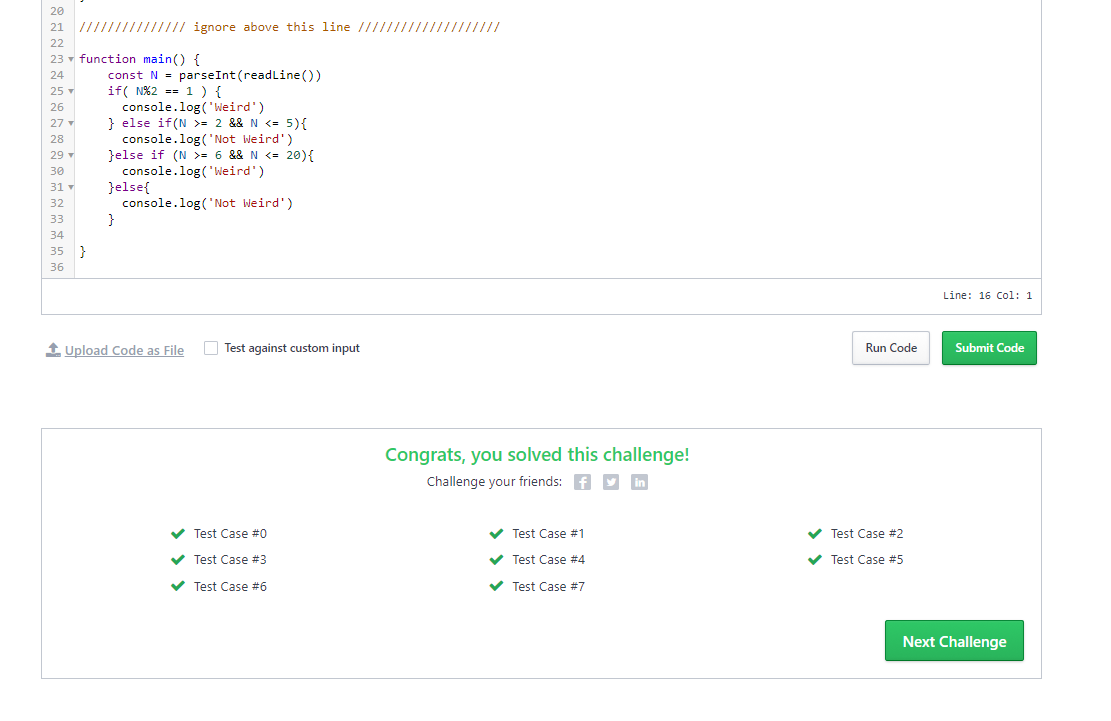 20
21 /////////////// ignore above this line ////////////////////
22
23 function main() {
24 const N = parseInt(readLine())
25 if( N%2 == 1 ) {
26 console.log('Weird')
27 } else if(N >= 2 && N <= 5){
28 console.log('Not Weird')
29 }else if (N >= 6 && N <= 20){
30 console.log('Weird')
31 }else{
32 console.log('Not Weird')
33 }
34
35 }
36
Line: 16 Col: 1
Upload Code as File Test against custom input Run Code Submit Code
Congrats, you solved this challenge!
Challenge your friends: f in
Test Case #0 Test Case #1 Test Case #2
Test Case #3 Test Case #4 Test Case #5
Test Case #6 Test Case #7
Next Challenge